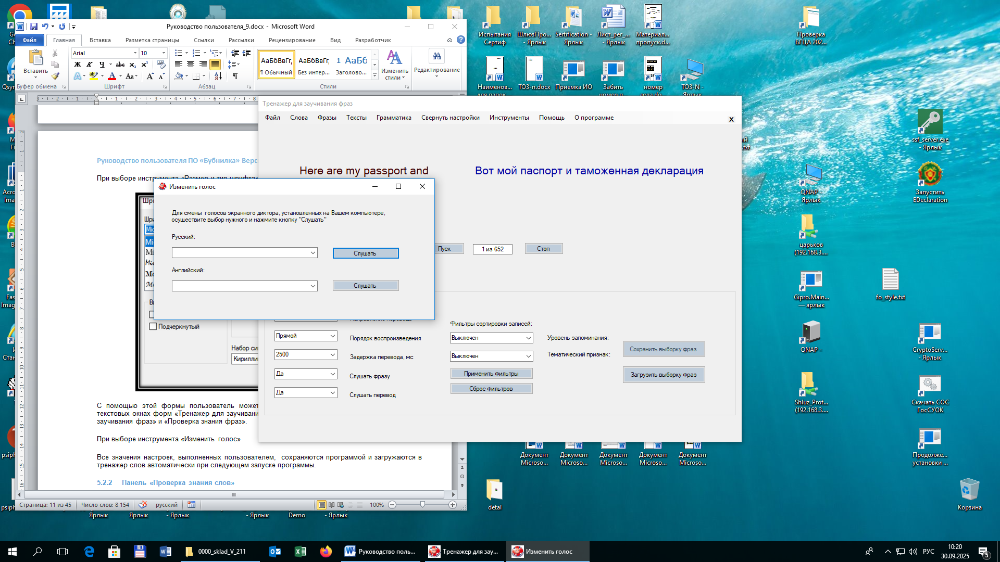 Руководство пользователя_9.docx - Microsoft Word
Файл
Главная
Вставка
Разметка страницы
Ссылки
Рассылки
Рецензирование
Вид
Разработчик
Вставить
Буфер обмена
Arial
10
Шрифт
Абзац
АаБбВвГг,
¶ Обычный
АаБбВвГг,
Без интер...
1 АаБб
Заголово...
Стили
Изменить стили
Редактирование
Руководство пользователя ПО «Бубнилка»
При выборе инструмента «Размер и тип шрифта»
Подчеркнутый
С помощью этой формы пользователь может
текстовых окнах форм «Тренажер для
заучивания фраз» и «Проверка знания фраз».
При выборе инструмента «Изменить голос»
Все значения настроек, выполненных пользователем, сохраняются программой и загружаются в
тренажер слов автоматически при следующем запуске программы.
5.2.2 Панель «Проверка знания слов»
Страница: 11 из 45
Число слов: 8 154
русский
100%
Тренажер для заучивания фраз
Файл
Слова
Фразы
Тексты
Грамматика
Свернуть настройки
Инструменты
Помощь
О программе
x
Here are my passport and
Вот мой паспорт и таможенная декларация
Пуск
1 из 652
Стоп
Прямой
Порядок воспроизведения
2500
Задержка перевода, мс
Да
Слушать фразу
Да
Слушать перевод
Фильтры сортировки записей:
Выключен
Уровень запоминания:
Выключен
Тематический признак:
Применить фильтры
Сброс фильтров
Сохранить выборку фраз
Загрузить выборку фраз
Изменить голос
Для смены голосов экранного диктора, установленных на Вашем компьютере,
осуществите выбор нужного и нажмите кнопку "Слушать"
Русский:
Слушать
Английский:
Слушать
Испытания
Сертиф
ШлюзПро...
- Ярлык
Sertification -
Ярлык
Лист_рег_...
- Ярлык
Материал...
пропуск.d...
Проверка
БГЦА 202...
Наименов...
ТОЗ-n.docx
Приемка ИО
Забить
номер
ТОЗ-N -
Ярлык
ssf_server.exe
- Ярлык
QNAP
Ярлык
Запустить
EDeclaration
царьков
(192.168.3....
Gipro.Main...
— ярлык
fo_style.txt
QNAP -
CryptoServ...
- Ярлык
Shluz_Prot...
(192.168.3....
Скачать СОС
ГосСУОК
Продолже...
установки ...
Документ
Microso...
Документ
Microso...
Документ
Microso...
Документ
Microso...
Документ
Microso...
detal
Корзина
Ярлык
Ярлык
- Ярлык
- Ярлык
Demo
- Ярлык
0000_sklad_V_211
Руководство поль...
Тренажер для зау...
Изменить голос
РУС
10:20
30.09.2025
5